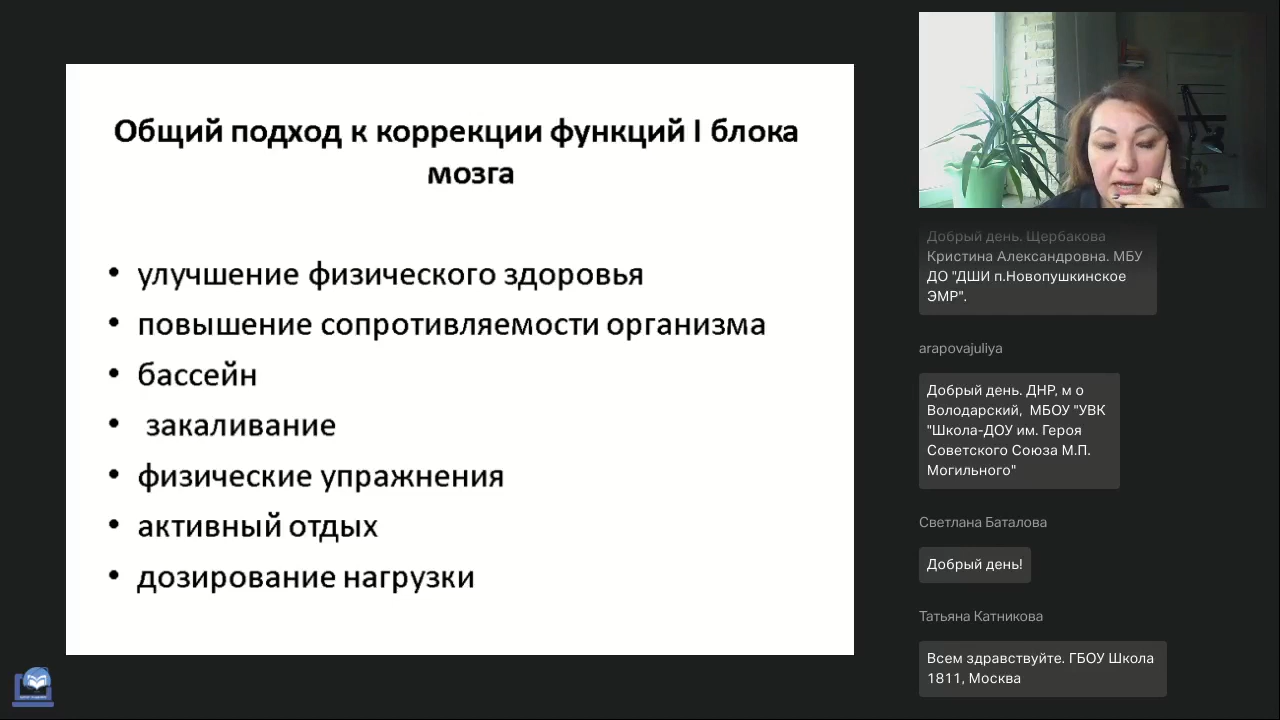 Общий подход к коррекции функций I блока
мозга
• улучшение физического здоровья
• повышение сопротивляемости организма
• бассейн
• закаливание
• физические упражнения
• активный отдых
• дозирование нагрузки
Добрый день. Щербакова
Кристина Александровна. МБУ
ДО "ДШИ п.Новопушкинское
ЭМР".
arapovajuliya
Добрый день. ДНР, м о
Володарский, МБОУ "УВК
"Школа-ДОУ им. Героя
Советского Союза М.П.
Могильного"
Светлана Баталова
Добрый день!
Татьяна Катникова
Всем здравствуйте. ГБОУ Школа
1811, Москва